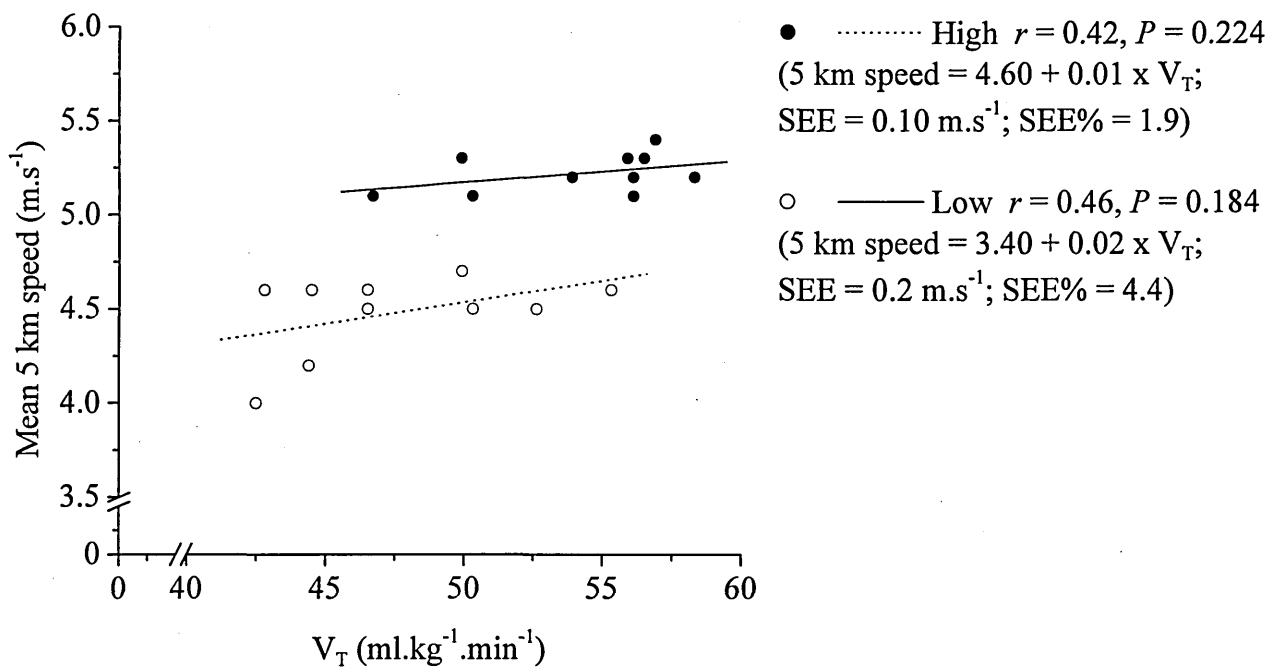 6.0
5.5
5.0
4.5
4.0
3.5
0
Mean 5 km speed (m.s⁻¹)
0 40 45 50 55 60
V_T (ml.kg⁻¹.min⁻¹)
High r = 0.42, P = 0.224
(5 km speed = 4.60 + 0.01 x V_T;
SEE = 0.10 m.s⁻¹; SEE% = 1.9)
Low r = 0.46, P = 0.184
(5 km speed = 3.40 + 0.02 x V_T;
SEE = 0.2 m.s⁻¹; SEE% = 4.4)